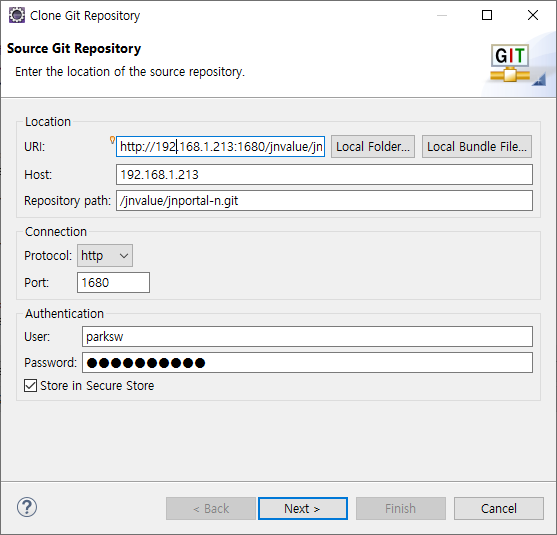 Clone Git Repository
Source Git Repository
Enter the location of the source repository.
GIT
Location
URI: http://192.168.1.213:1680/jnvalue/jn Local Folder... Local Bundle File...
Host: 192.168.1.213
Repository path: /jnvalue/jnportal-n.git
Connection
Protocol: http
Port: 1680
Authentication
User: parksw
Password: ●●●●●●●●●●
Store in Secure Store
? < Back Next > Finish Cancel